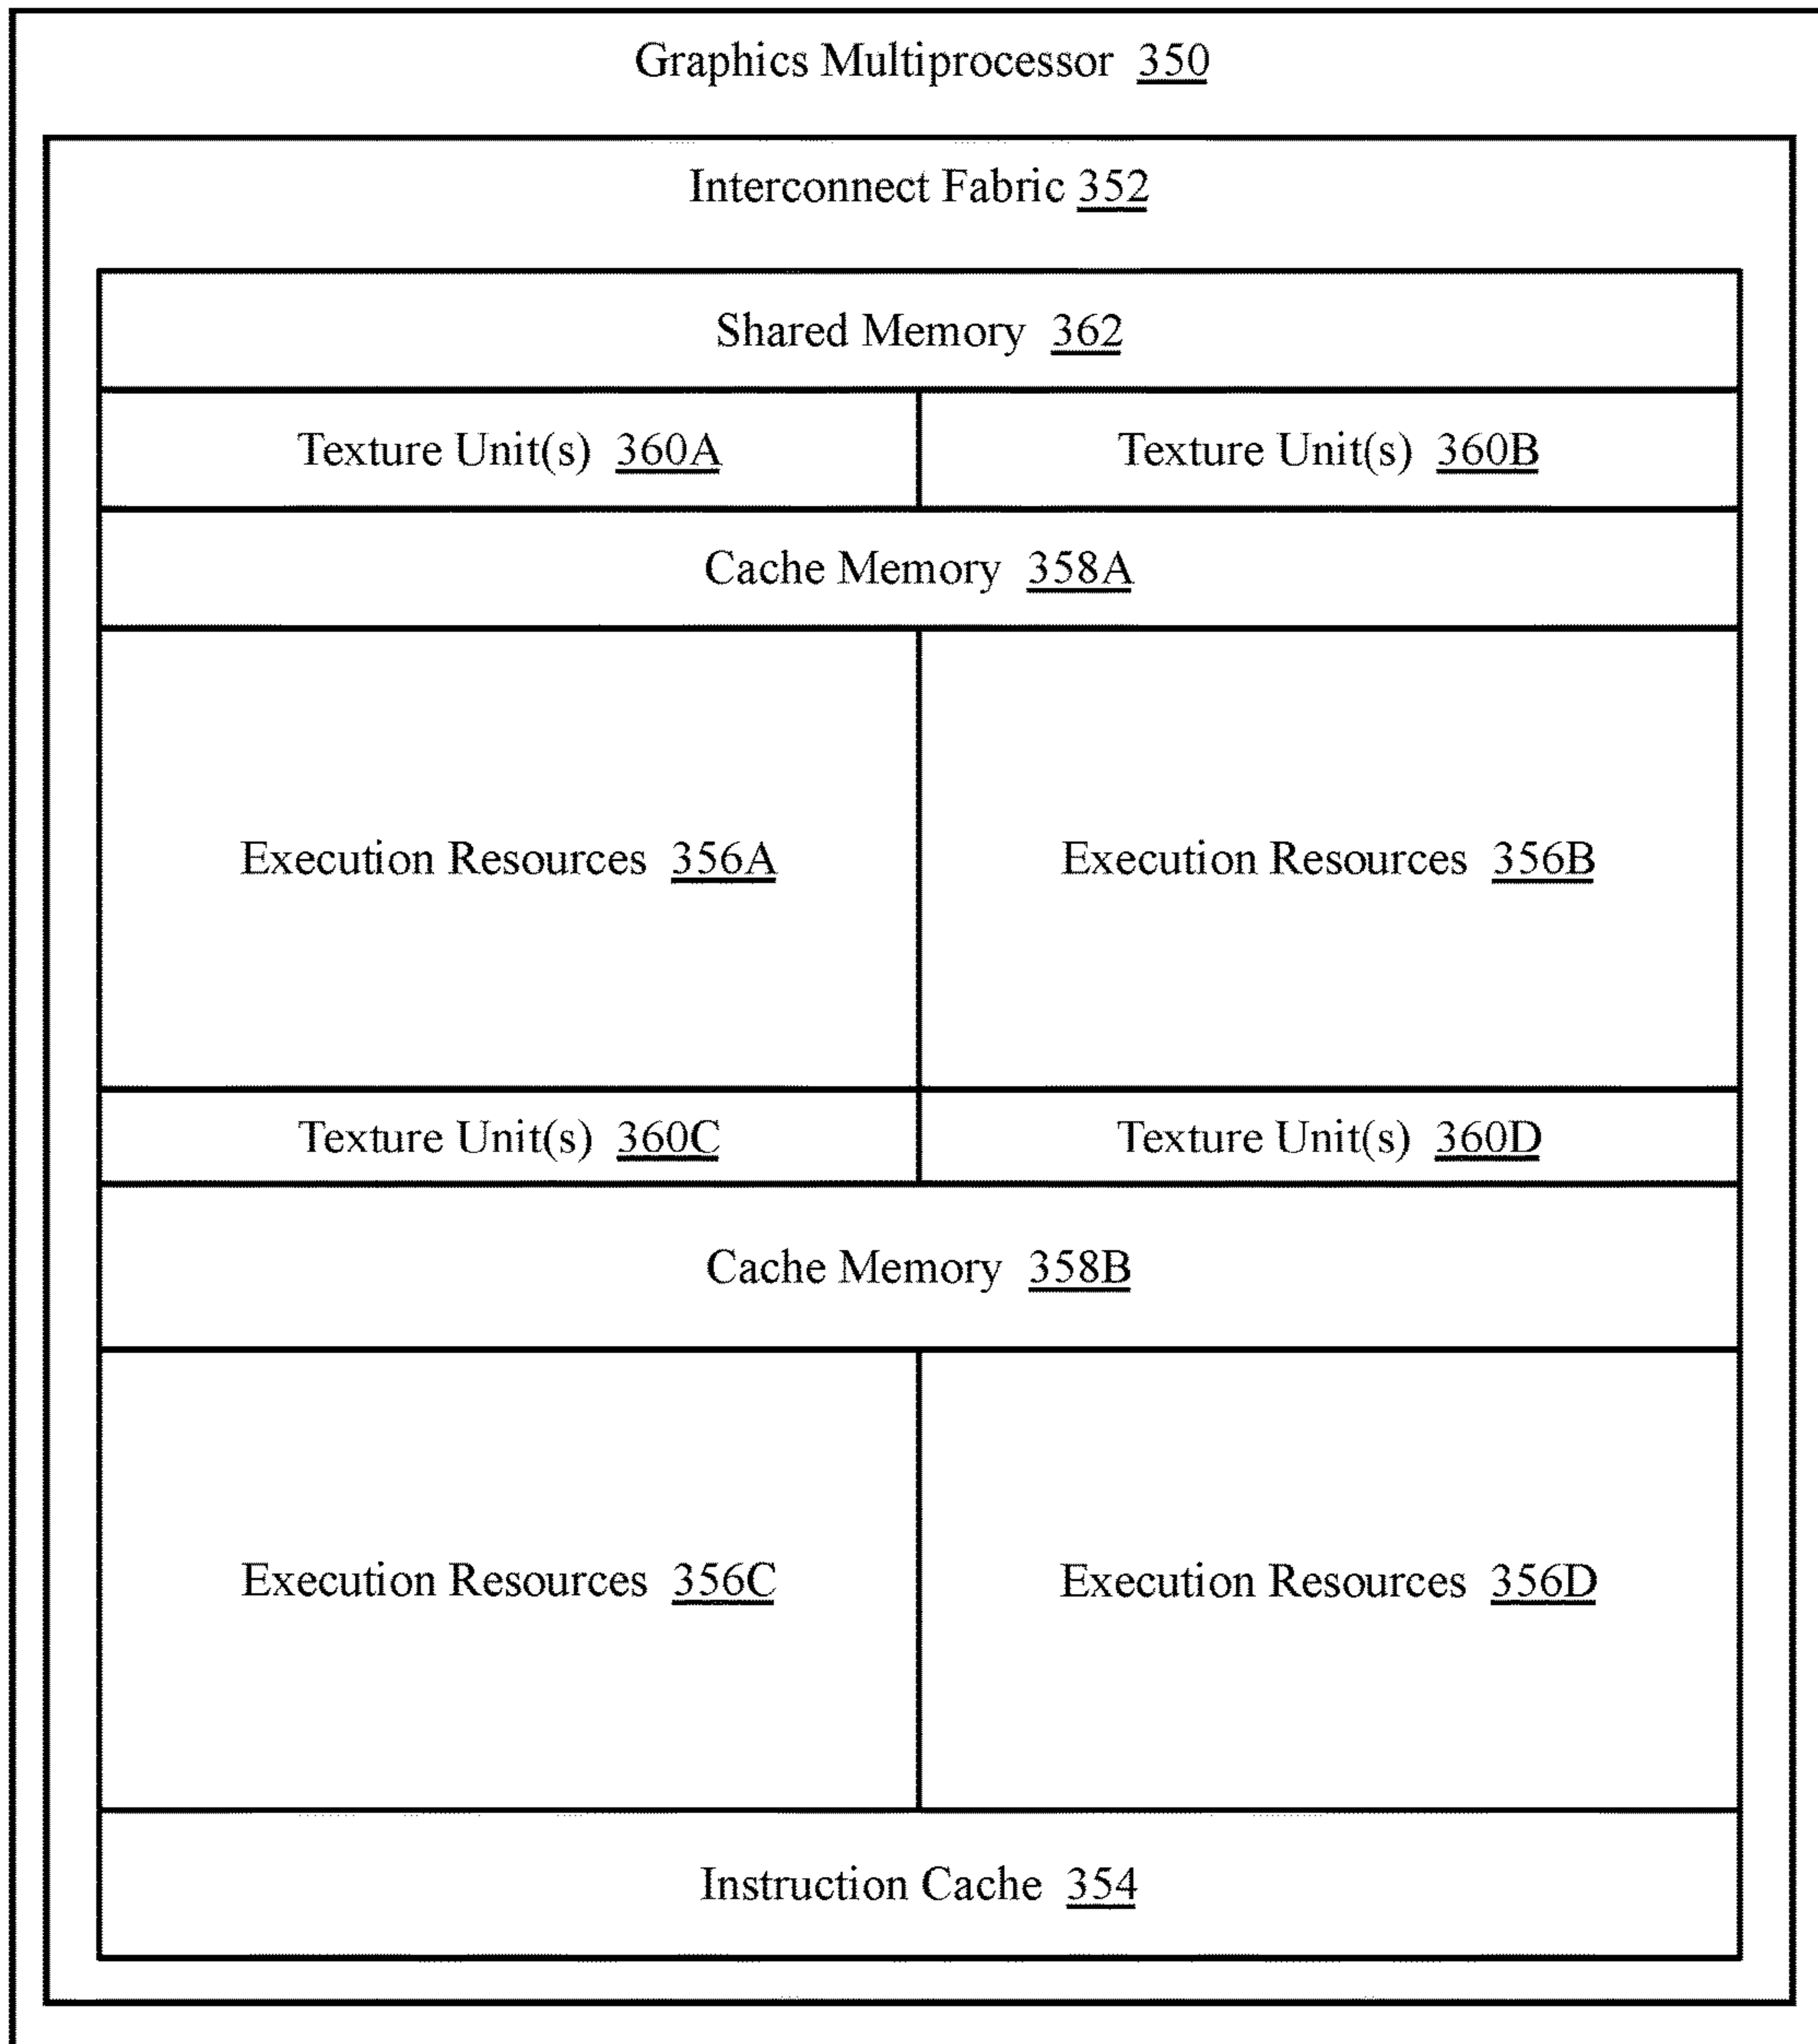 Graphics Multiprocessor 350
Interconnect Fabric 352
Shared Memory 362
Texture Unit(s) 360A
Texture Unit(s) 360B
Cache Memory 358A
Execution Resources 356A
Execution Resources 356B
Texture Unit(s) 360C
Texture Unit(s) 360D
Cache Memory 358B
Execution Resources 356C
Execution Resources 356D
Instruction Cache 354